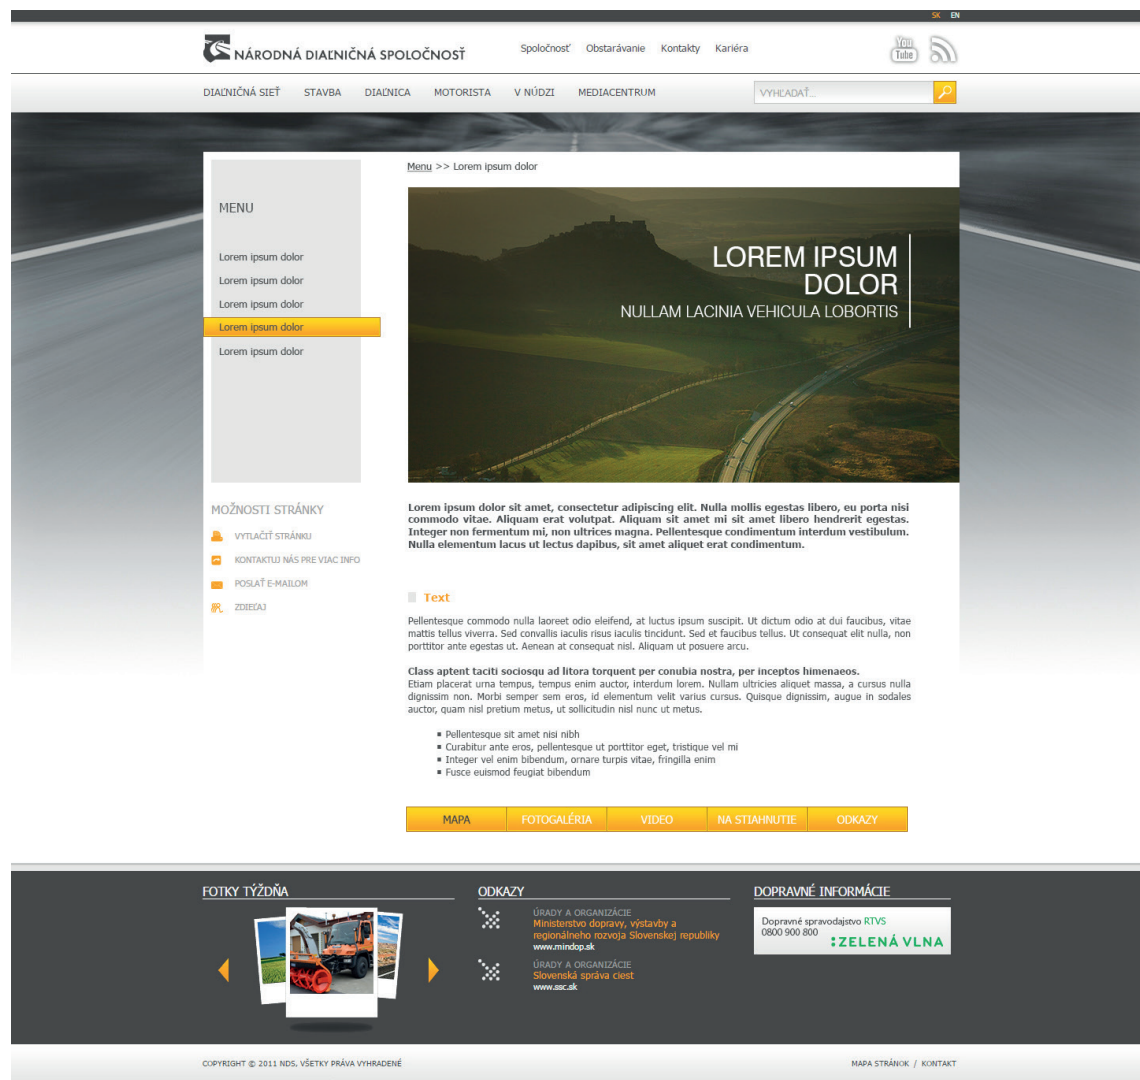 SK EN
NÁRODNÁ DIAĽNIČNÁ SPOLOČNOSŤ
Spoločnosť Obstarávanie Kontakty Kariéra
You
Tube
DIAĽNIČNÁ SIEŤ STAVBA DIAĽNICA MOTORISTA V NÚDZI MEDIACENTRUM
VYHĽADAŤ...
Menu >> Lorem ipsum dolor
MENU
Lorem ipsum dolor
Lorem ipsum dolor
Lorem ipsum dolor
Lorem ipsum dolor
Lorem ipsum dolor
LOREM IPSUM
DOLOR
NULLAM LACINIA VEHICULA LOBORTIS
MOŽNOSTI STRÁNKY
VYTLAČIŤ STRÁNKU
KONTAKTUJ NÁS PRE VIAC INFO
POSLAŤ E-MAILOM
ZDIEĽAJ
Lorem ipsum dolor sit amet, consectetur adipiscing elit. Nulla mollis egestas libero, eu porta nisi
commodo vitae. Aliquam erat volutpat. Aliquam sit amet mi sit amet libero hendrerit egestas.
Integer non fermentum mi, non ultrices magna. Pellentesque condimentum interdum vestibulum.
Nulla elementum lacus ut lectus dapibus, sit amet aliquet erat condimentum.
Text
Pellentesque commodo nulla laoreet odio eleifend, at luctus ipsum suscipit. Ut dictum odio at dui faucibus, vitae
mattis tellus viverra. Sed convallis iaculis risus iaculis tincidunt. Sed et faucibus tellus. Ut consequat elit nulla, non
porttitor ante egestas ut. Aenean at consequat nisl. Aliquam ut posuere arcu.
Class aptent taciti sociosqu ad litora torquent per conubia nostra, per inceptos himenaeos.
Etiam placerat urna tempus, tempus enim auctor, interdum lorem. Nullam ultricies aliquet massa, a cursus nulla
dignissim non. Morbi semper sem eros, id elementum velit varius cursus. Quisque dignissim, augue in sodales
auctor, quam nisl pretium metus, ut sollicitudin nisl nunc ut metus.
▪ Pellentesque sit amet nisi nibh
▪ Curabitur ante eros, pellentesque ut porttitor eget, tristique vel mi
▪ Integer vel enim bibendum, ornare turpis vitae, fringilla enim
▪ Fusce euismod feugiat bibendum
MAPA FOTOGALÉRIA VIDEO NA STIAHNUTIE ODKAZY
FOTKY TÝŽDŇA
ODKAZY
ÚRADY A ORGANIZÁCIE
Ministerstvo dopravy, výstavby a
regionálneho rozvoja Slovenskej republiky
www.mindop.sk
ÚRADY A ORGANIZÁCIE
Slovenská správa ciest
www.ssc.sk
DOPRAVNÉ INFORMÁCIE
Dopravné spravodajstvo RTVS
0800 900 800
ZELENÁ VLNA
COPYRIGHT © 2011 NDS, VŠETKY PRÁVA VYHRADENÉ
MAPA STRÁNOK / KONTAKT